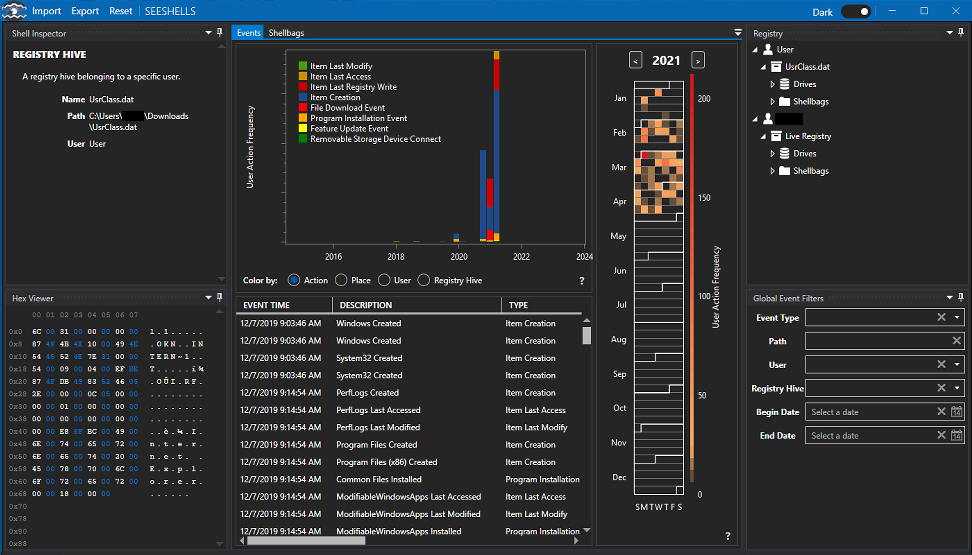 Import Export Reset SEESHELLS Dark
Shell Inspector
REGISTRY HIVE
A registry hive belonging to a specific user.
Name UsrClass.dat
Path C:\Users\ \Downloads
\UsrClass.dat
User User
Hex Viewer
00 01 02 03 04 05 06 07
0x0 6C 00 31 00 00 00 00 00 l.1.....
0x8 87 4F 4B 4E 10 00 49 4E .OKN..IN
0x10 54 45 52 4E 7E 31 00 00 TERN~1..
0x18 54 00 09 00 04 00 EF BE T.....ï¾
0x20 87 4F DB 49 83 52 46 05 .OÛI.RF.
0x28 2E 00 00 00 0C 05 00 00 ........
0x30 00 00 01 00 00 00 00 00 ........
0x38 00 00 00 00 00 00 00 00 ........
0x40 00 00 E8 8F BC 00 49 00 ..è.¼.I.
0x48 6E 00 74 00 65 00 72 00 n.t.e.r.
0x50 6E 00 65 00 74 00 20 00 n.e.t. .
0x58 45 00 78 00 70 00 6C 00 E.x.p.l.
0x60 6F 00 72 00 65 00 72 00 o.r.e.r.
0x68 00 00 18 00 00 00 ......
0x70
0x78
0x80
0x88
Events Shellbags
User Action Frequency
Item Last Modify
Item Last Access
Item Last Registry Write
Item Creation
File Download Event
Program Installation Event
Feature Update Event
Removable Storage Device Connect
2016 2018 2020 2022 2024
Color by: Action Place User Registry Hive ?
EVENT TIME DESCRIPTION TYPE
12/7/2019 9:03:46 AM Windows Created Item Creation
12/7/2019 9:03:46 AM Windows Created Item Creation
12/7/2019 9:03:46 AM System32 Created Item Creation
12/7/2019 9:03:46 AM System32 Created Item Creation
12/7/2019 9:14:54 AM PerfLogs Created Item Creation
12/7/2019 9:14:54 AM PerfLogs Last Accessed Item Last Access
12/7/2019 9:14:54 AM PerfLogs Last Modified Item Last Modify
12/7/2019 9:14:54 AM Program Files Created Item Creation
12/7/2019 9:14:54 AM Program Files (x86) Created Item Creation
12/7/2019 9:14:54 AM Common Files Installed Program Installation
12/7/2019 9:14:54 AM ModifiableWindowsApps Last Accessed Item Last Access
12/7/2019 9:14:54 AM ModifiableWindowsApps Last Modified Item Last Modify
12/7/2019 9:14:54 AM ModifiableWindowsApps Installed Program Installation
< 2021 >
Jan
Feb
Mar
Apr
May
Jun
Jul
Aug
Sep
Oct
Nov
Dec
S M T W T F S
200
150
100
50
0
User Action Frequency
?
Registry
User
UsrClass.dat
Drives
Shellbags
Live Registry
Drives
Shellbags
Global Event Filters
Event Type
Path
User
Registry Hive
Begin Date Select a date
End Date Select a date